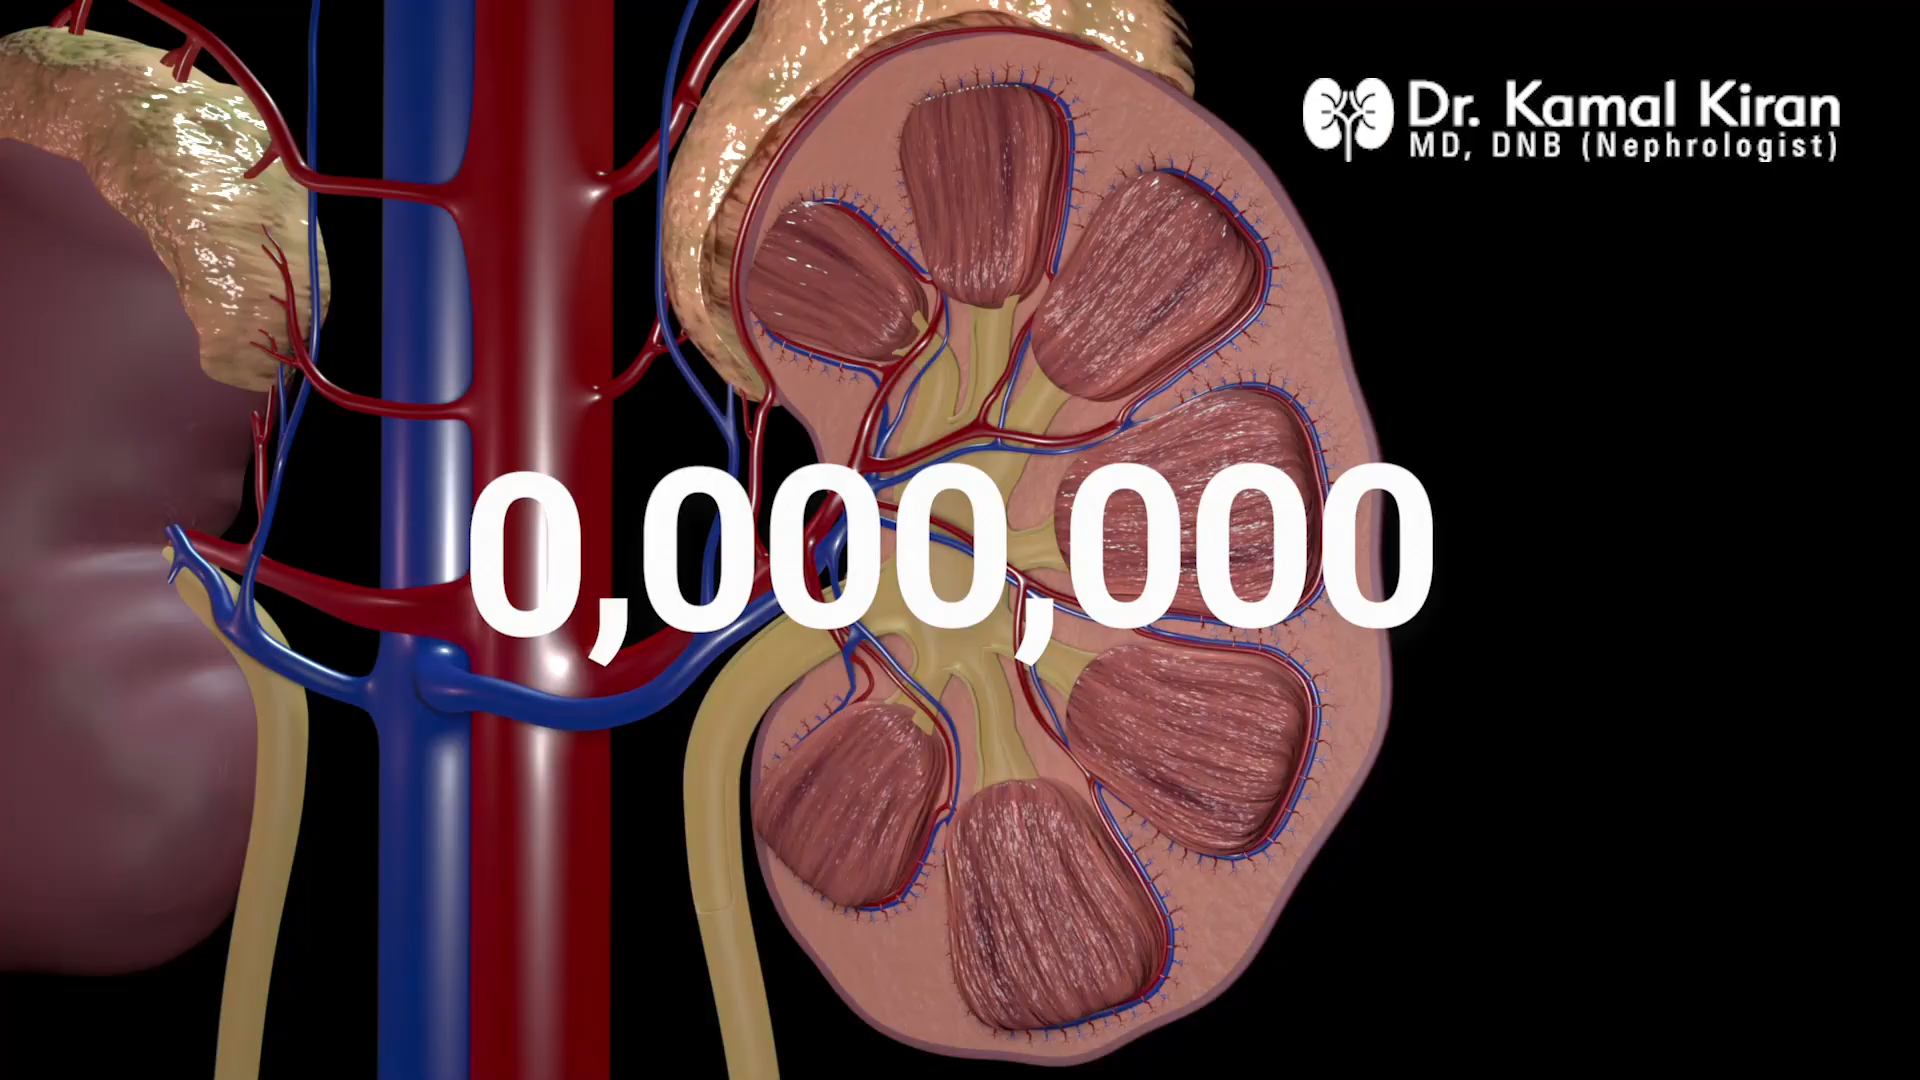 Dr. Kamal Kiran
MD, DNB (Nephrologist)
0,000,000